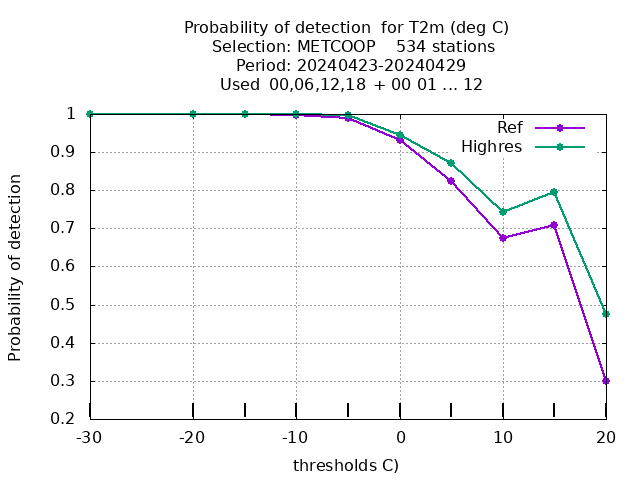 Probability of detection  for T2m (deg C)
Selection: METCOOP    534 stations
Period: 20240423-20240429
Used  00,06,12,18  + 00 01 ... 12
Ref
Highres
Probability of detection
1
0.9
0.8
0.7
0.6
0.5
0.4
0.3
0.2
-30 -20 -10 0 10 20
thresholds C)